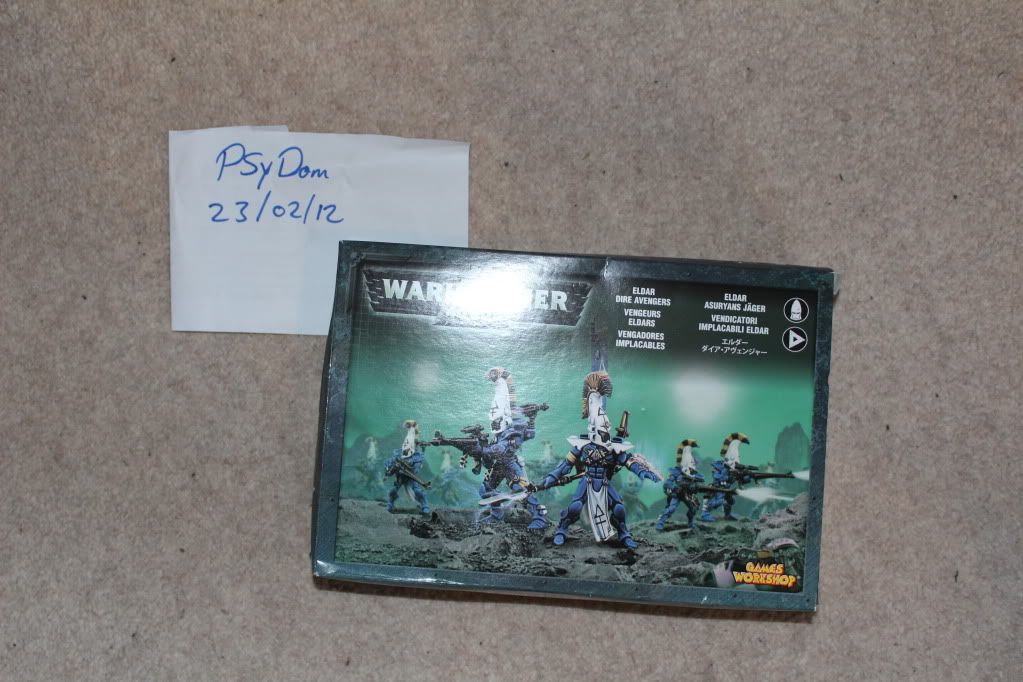 PSyDom
23/02/12
WARHAMMER
ELDAR
DIRE AVENGERS
VENGEURS
ELDARS
VENGADORES
IMPLACABLES
ELDAR
ASURYANS JÄGER
VENDICATORI
IMPLACABILI ELDAR
エルダー
ダイア・アヴェンジャー
GAMES
WORKSHOP